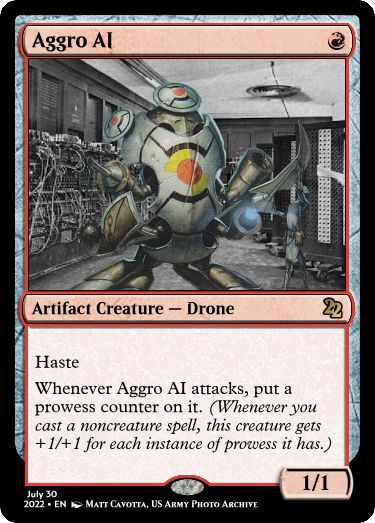 Aggro AI
Artifact Creature — Drone
22
Haste
Whenever Aggro AI attacks, put a
prowess counter on it. (Whenever you
cast a noncreature spell, this creature gets
+1/+1 for each instance of prowess it has.)
1/1
July 30
2022 • EN Matt Cavotta, US Army Photo Archive